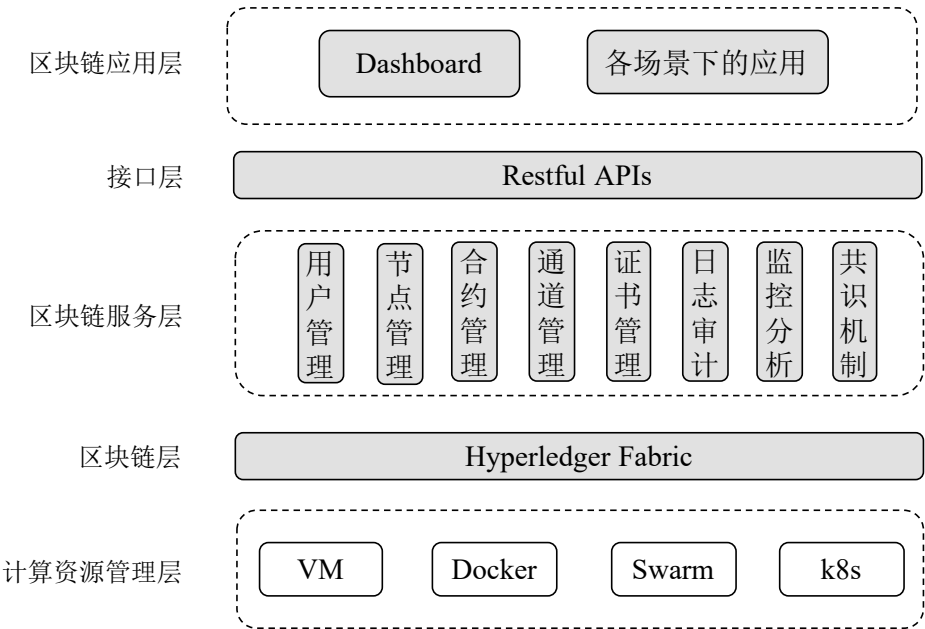 区块链应用层
Dashboard
各场景下的应用
接口层
Restful APIs
区块链服务层
用户管理
节点管理
合约管理
通道管理
证书管理
日志审计
监控分析
共识机制
区块链层
Hyperledger Fabric
计算资源管理层
VM
Docker
Swarm
k8s